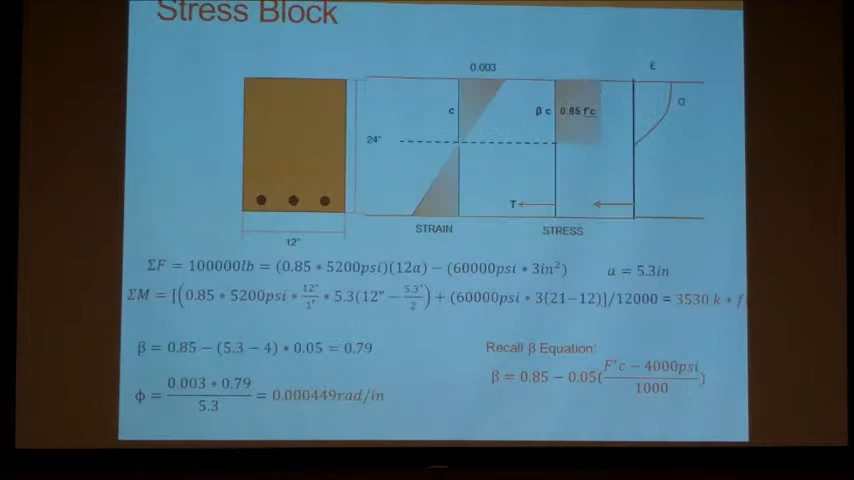 Stress Block
0.003
ε
c
β c
0.85 f'c
σ
24"
T
STRAIN
STRESS
12"
ΣF = 100000lb = (0.85 * 5200psi)(12a) − (60000psi * 3in²)
a = 5.3in
ΣM = [(0.85 * 5200psi * 12"/1' * 5.3(12" − 5.3"/2) + (60000psi * 3(21−12)]/12000 = 3530 k * f
β = 0.85 − (5.3 − 4) * 0.05 = 0.79
Recall β Equation:
β = 0.85 − 0.05(F'c − 4000psi / 1000)
ϕ = 0.003 * 0.79 / 5.3 = 0.000449rad/in